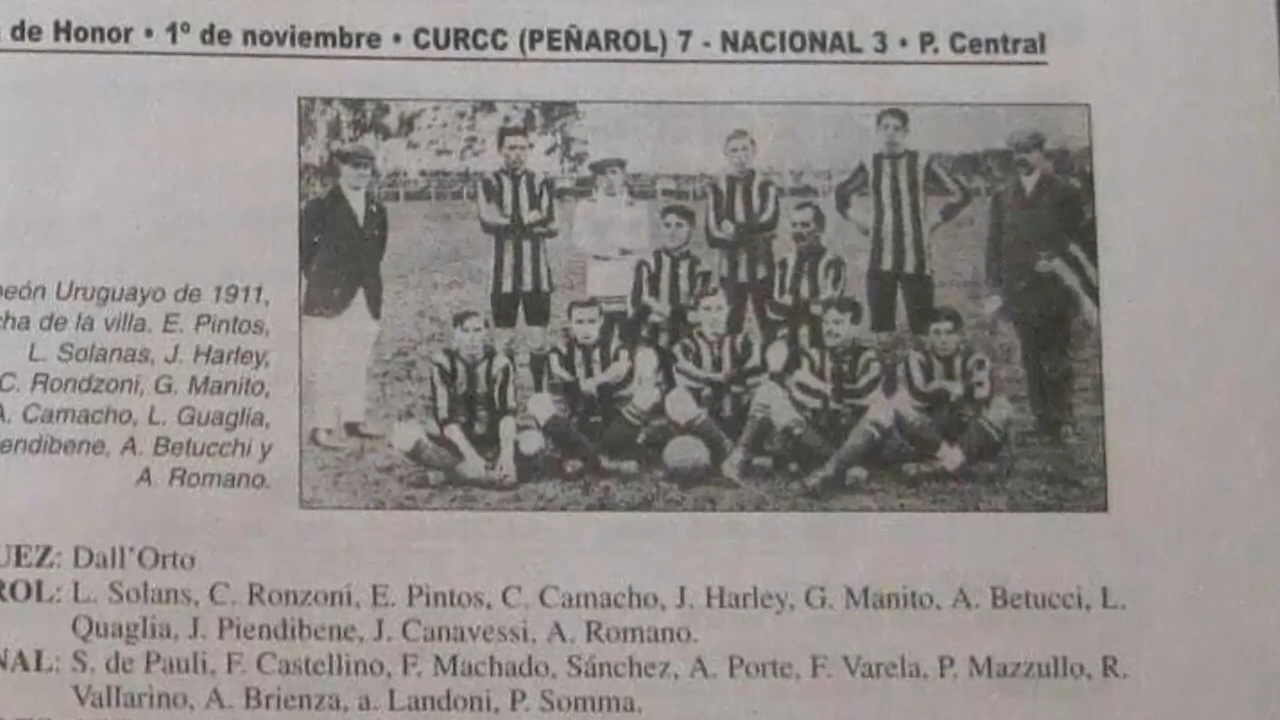 de Honor • 1º de noviembre • CURCC (PEÑAROL) 7 - NACIONAL 3 • P. Central
eón Uruguayo de 1911,
cha de la villa. E. Pintos,
L. Solanas, J. Harley,
C. Rondzoni, G. Manito,
A. Camacho, L. Guaglia,
endibene, A. Betucchi y
A. Romano.
UEZ: Dall'Orto
ROL: L. Solans, C. Ronzoni, E. Pintos, C. Camacho, J. Harley, G. Manito, A. Betucci, L.
Quaglia, J. Piendibene, J. Canavessi, A. Romano.
NAL: S. de Pauli, F. Castellino, F. Machado, Sánchez, A. Porte, F. Varela, P. Mazzullo, R.
Vallarino, A. Brienza, a. Landoni, P. Somma.